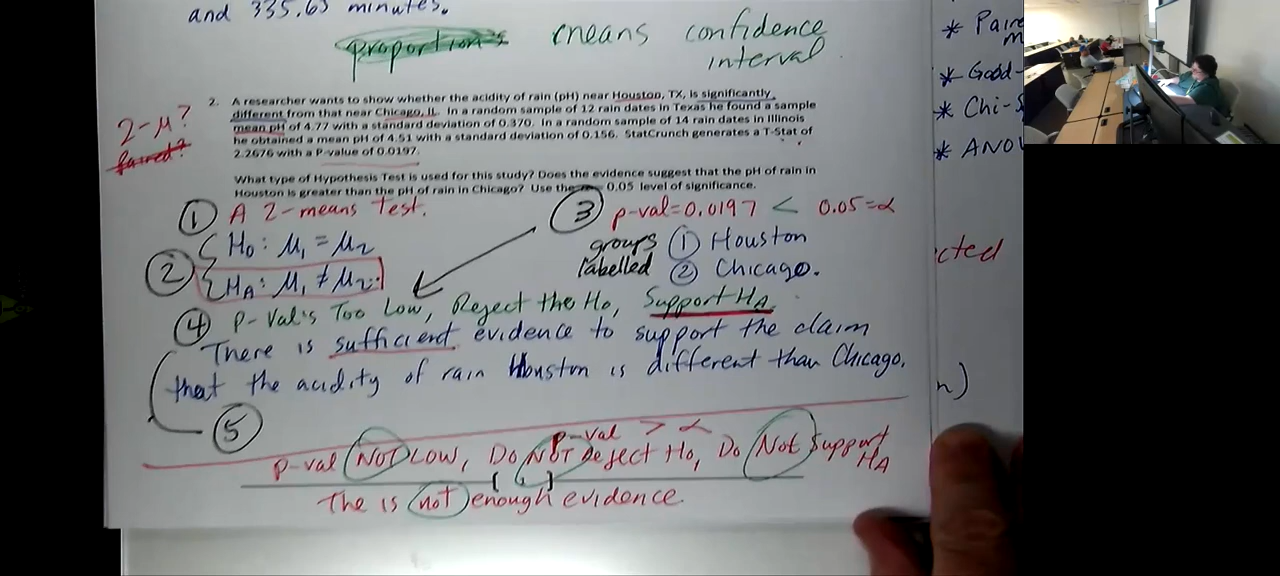 and 335.65 minutes.
proportion's means confidence
interval
2-μ?
paired?
2. A researcher wants to show whether the acidity of rain (pH) near Houston, TX, is significantly
different from that near Chicago, IL. In a random sample of 12 rain dates in Texas he found a sample
mean pH of 4.77 with a standard deviation of 0.370. In a random sample of 14 rain dates in Illinois
he obtained a mean pH of 4.51 with a standard deviation of 0.156. StatCrunch generates a T-Stat of
2.2676 with a P-value of 0.0197.
What type of Hypothesis Test is used for this study? Does the evidence suggest that the pH of rain in
Houston is greater than the pH of rain in Chicago? Use the 0.05 level of significance.
① A 2-means Test.
② { H₀: μ₁ = μ₂
{ H_A: μ₁ ≠ μ₂.
③ p-val=0.0197 < 0.05=α
groups ① Houston
labelled ② Chicago.
④ P-Val's Too Low, Reject the Ho, Support HA.
There is sufficient evidence to support the claim
that the acidity of rain Houston is different than Chicago.
⑤
p-val > α
p-val NOT LOW, Do NOT Reject Ho, Do Not Support
HA
The is not enough evidence.
* Paire
m
* Good-
* Chi-S
* ANOV
cted
n)